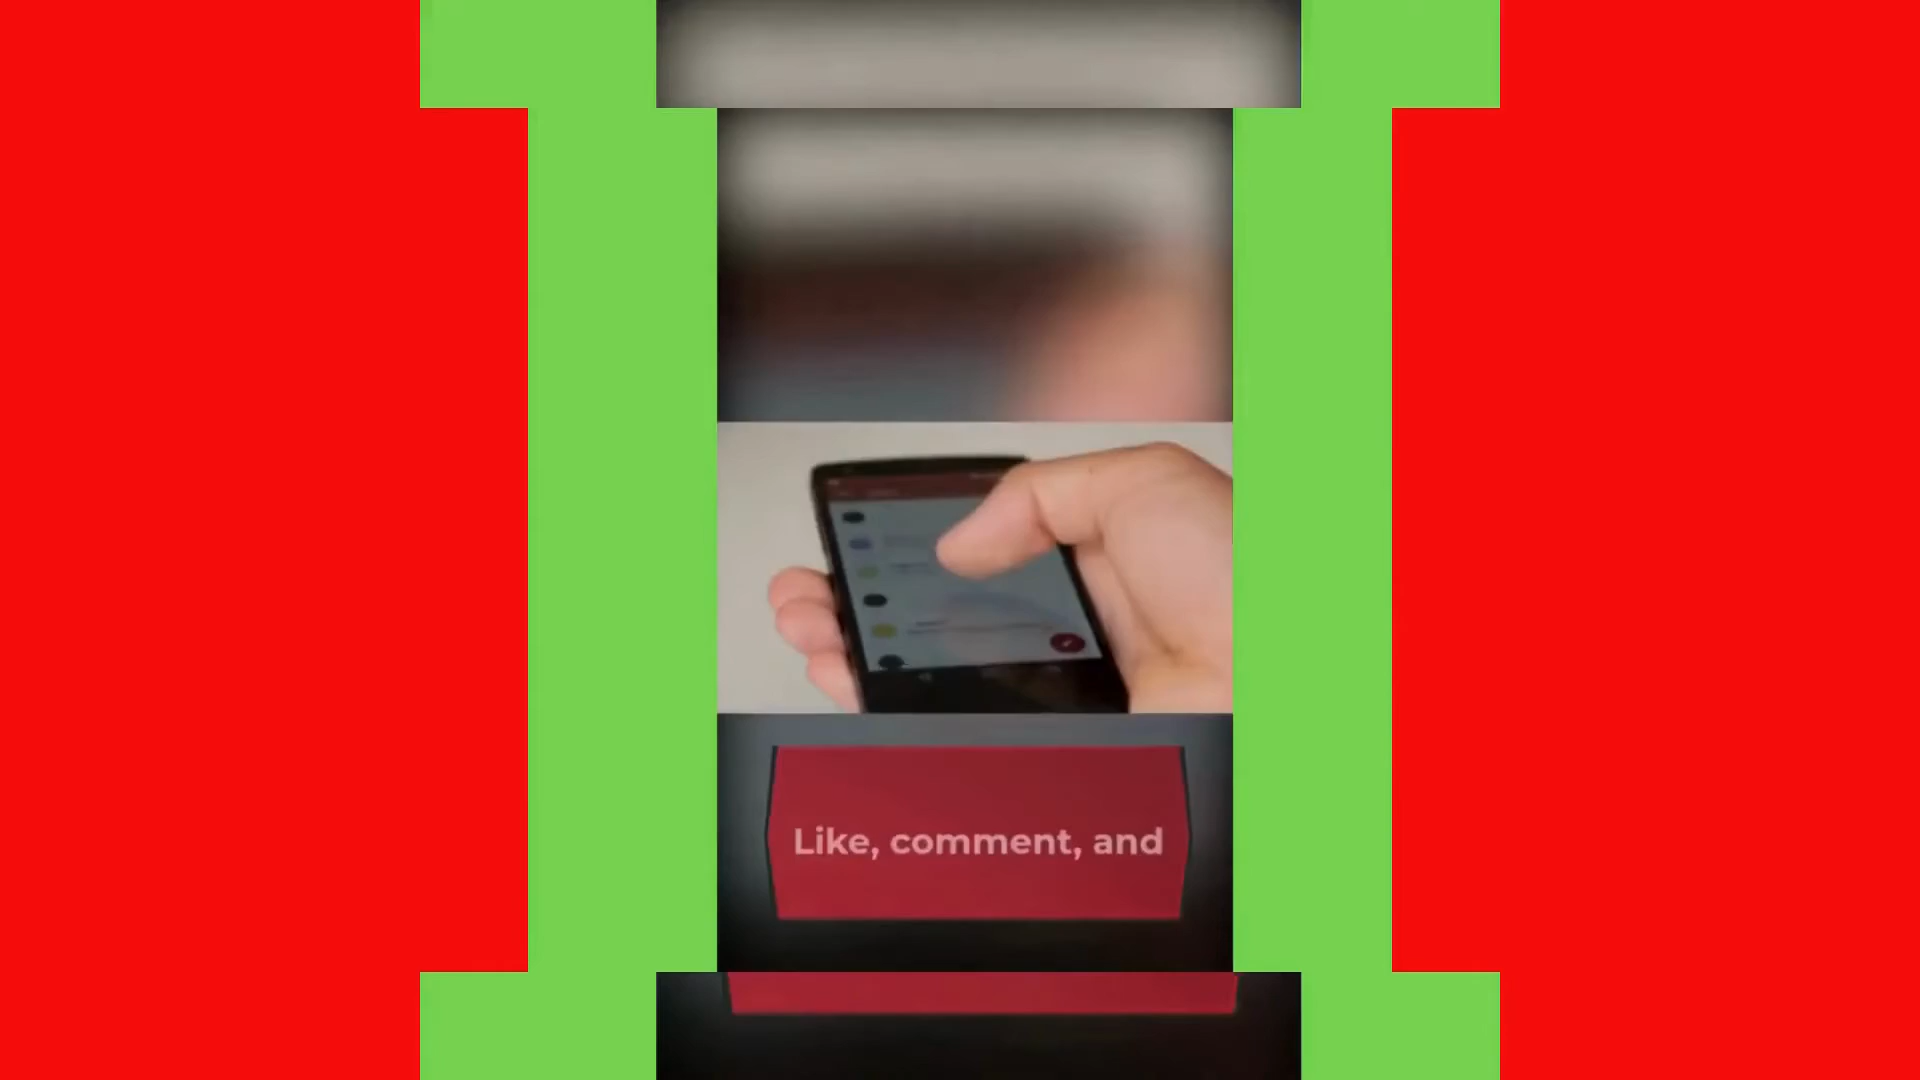 Like, comment, and